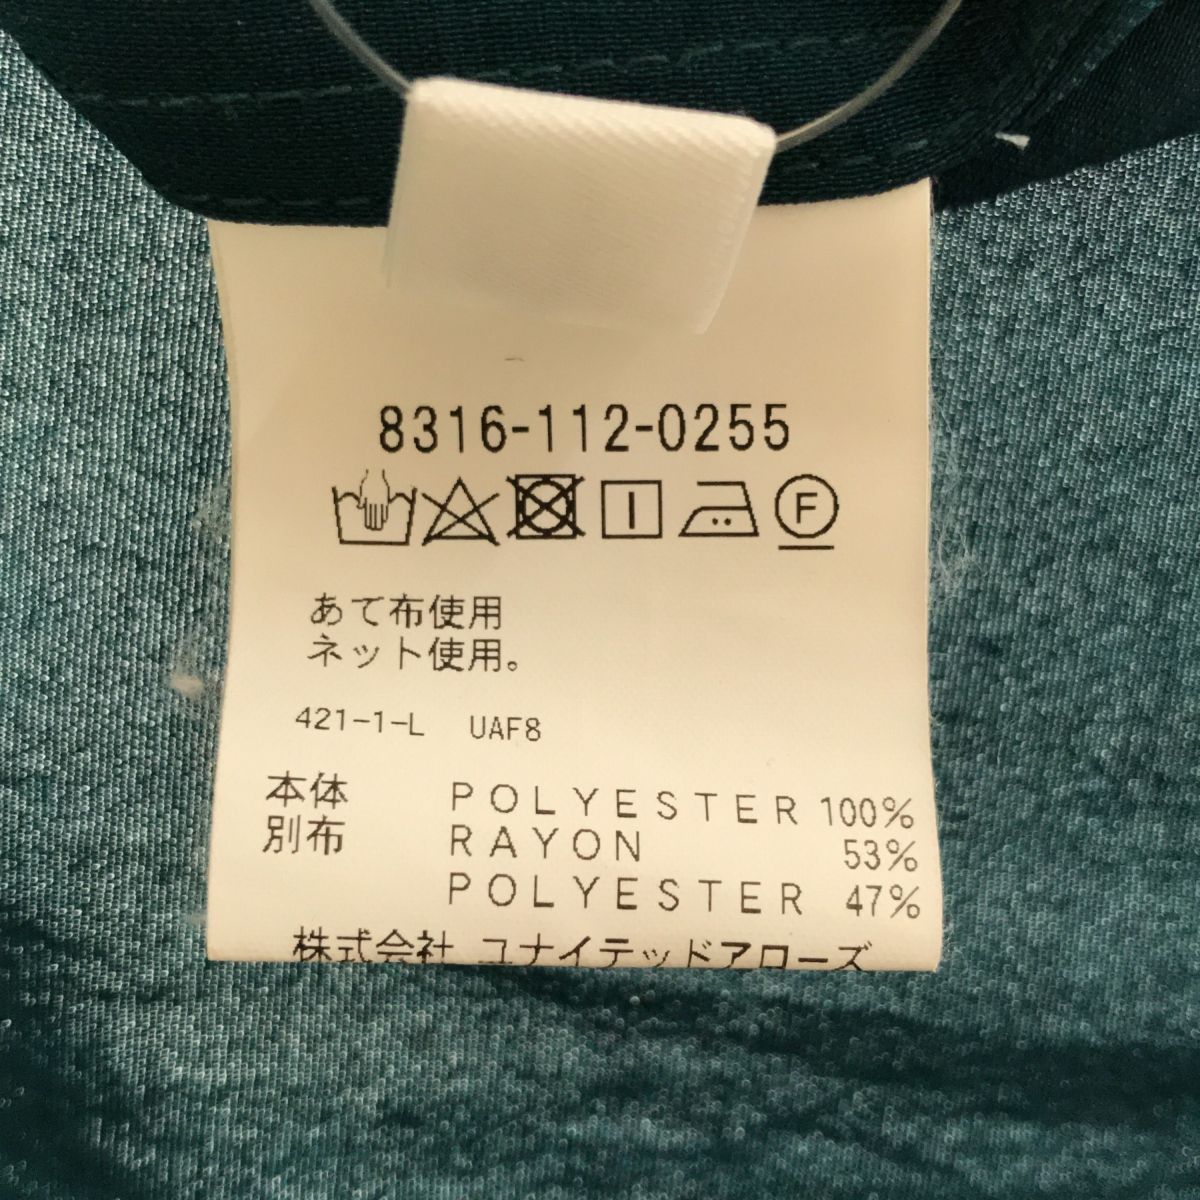 8316-112-0255
F
あて布使用
ネット使用。
421-1-L UAF8
本体 POLYESTER 100%
別布 RAYON 53%
POLYESTER 47%
株式会社 ユナイテッドアローズ